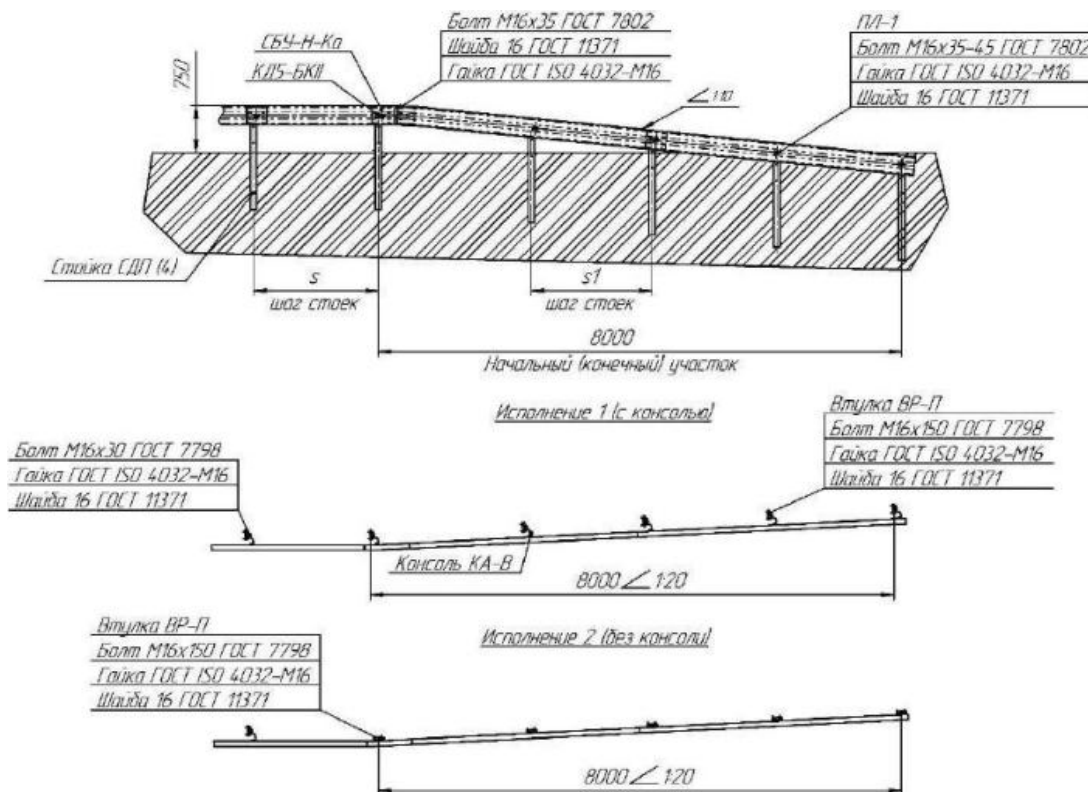 СБУ-Н-Ка
КД5-БКП
Болт М16х35 ГОСТ 7802
Шайба 16 ГОСТ 11371
Гайка ГОСТ ISO 4032-М16
ПЛ-1
Болт М16х35-45 ГОСТ 7802
Гайка ГОСТ ISO 4032-М16
Шайба 16 ГОСТ 11371
750
∠1:10
Стойка СДП (4)
s
шаг стоек
s1
шаг стоек
8000
Начальный (конечный) участок
Исполнение 1 (с консолью)
Болт М16х30 ГОСТ 7798
Гайка ГОСТ ISO 4032-М16
Шайба 16 ГОСТ 11371
Втулка ВР-П
Болт М16х150 ГОСТ 7798
Гайка ГОСТ ISO 4032-М16
Шайба 16 ГОСТ 11371
Консоль КА-В
8000 ∠ 1:20
Исполнение 2 (без консоли)
Втулка ВР-П
Болт М16х150 ГОСТ 7798
Гайка ГОСТ ISO 4032-М16
Шайба 16 ГОСТ 11371
8000 ∠ 1:20